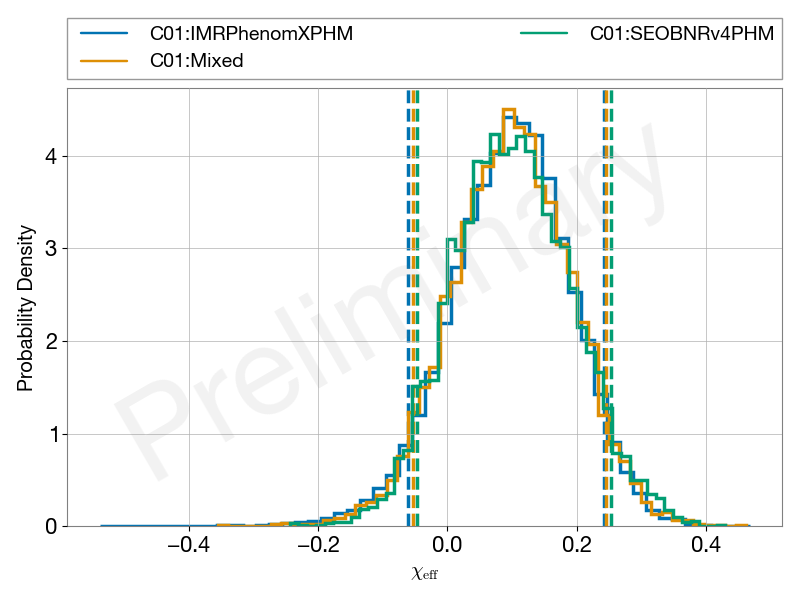 C01:IMRPhenomXPHM
C01:SEOBNRv4PHM
C01:Mixed
Preliminary
Probability Density
4
3
2
1
0
−0.4
−0.2
0.0
0.2
0.4
χeff